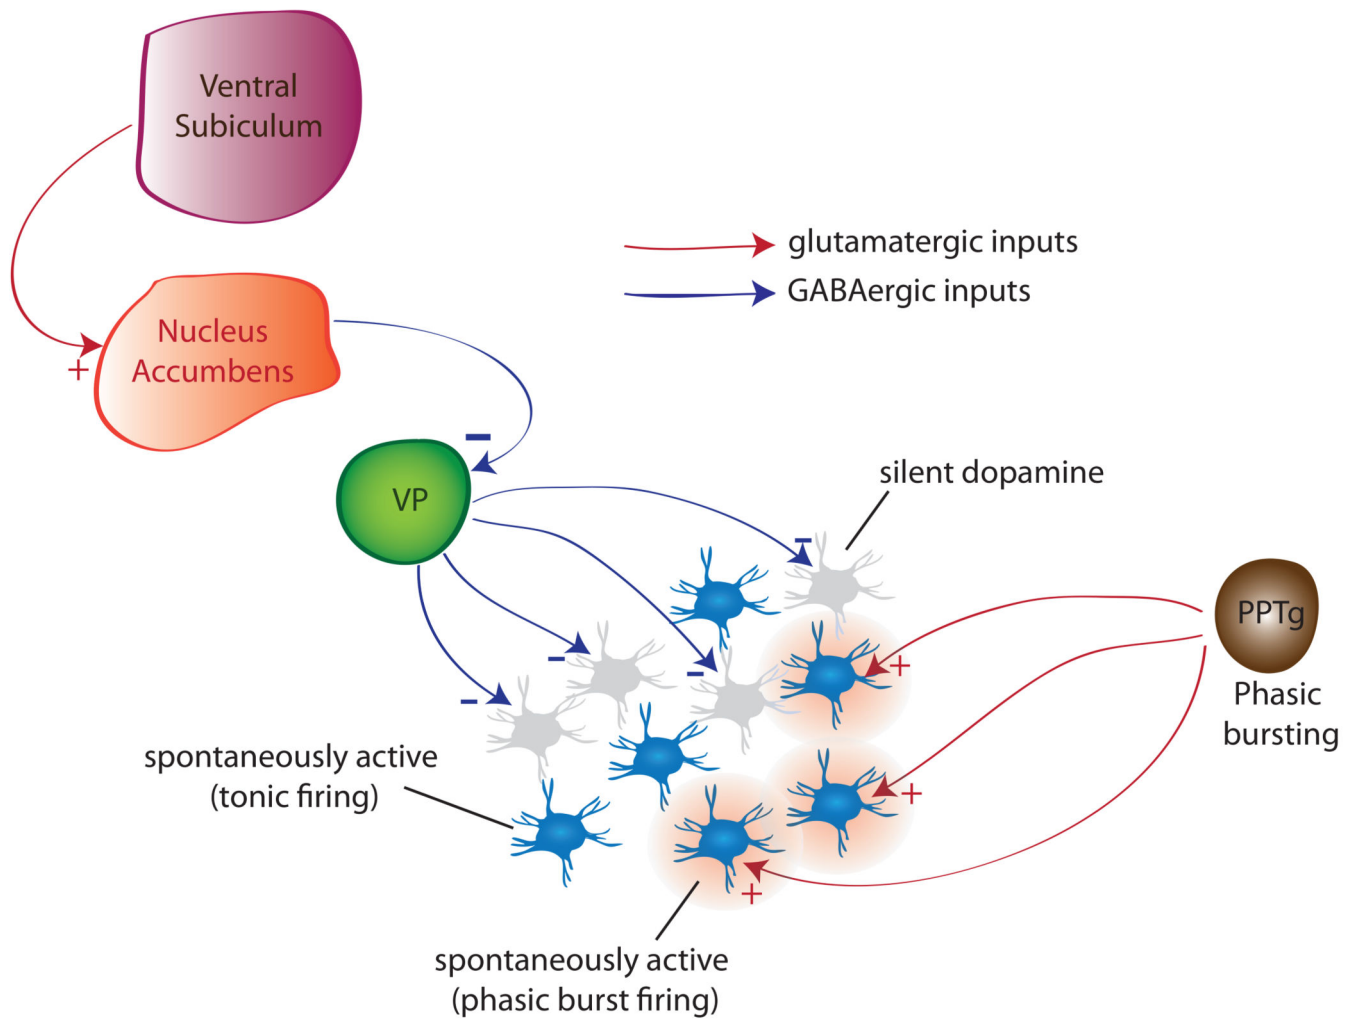 Ventral
Subiculum
glutamatergic inputs
GABAergic inputs
Nucleus
Accumbens
+
–
VP
silent dopamine
–
PPTg
+
–
–
–
Phasic
bursting
spontaneously active
(tonic firing)
+
+
spontaneously active
(phasic burst firing)